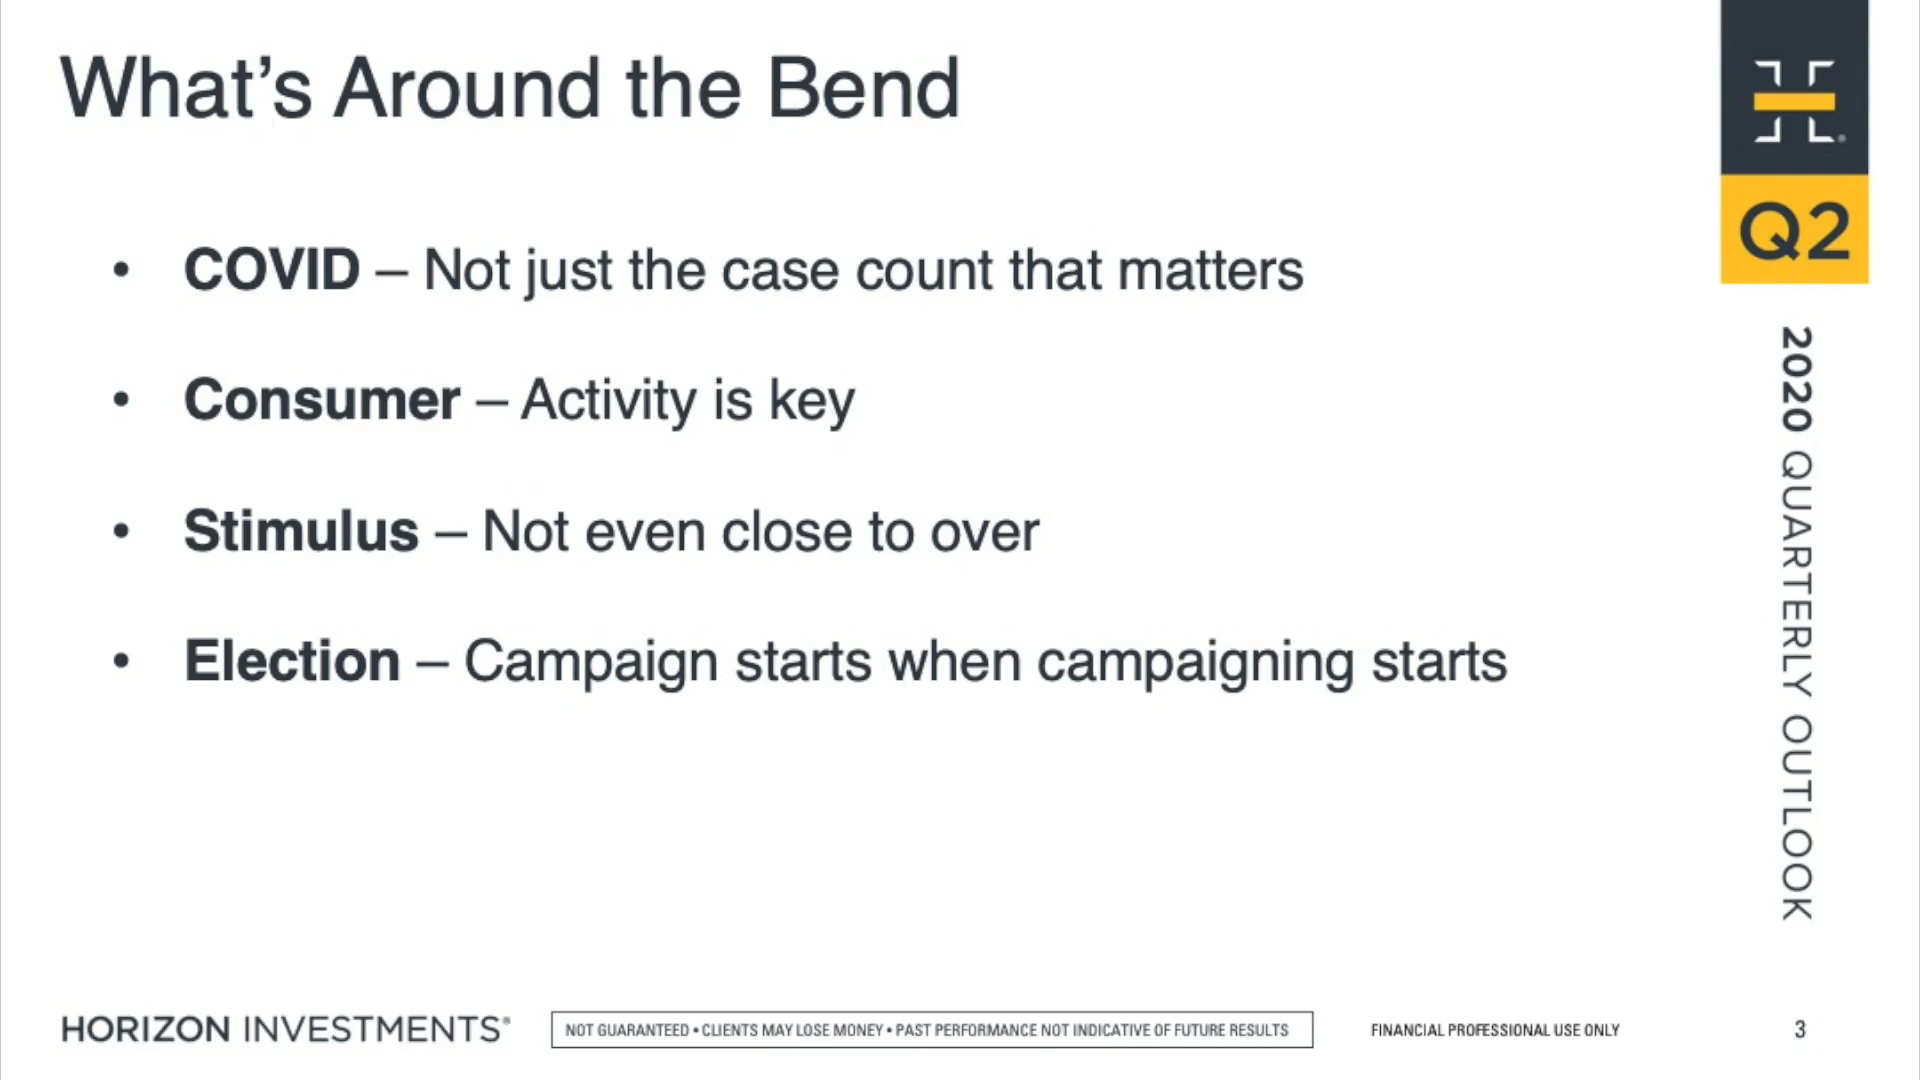 What’s Around the Bend
• COVID – Not just the case count that matters
• Consumer – Activity is key
• Stimulus – Not even close to over
• Election – Campaign starts when campaigning starts
Q2
2020 QUARTERLY OUTLOOK
HORIZON INVESTMENTS®
NOT GUARANTEED • CLIENTS MAY LOSE MONEY • PAST PERFORMANCE NOT INDICATIVE OF FUTURE RESULTS
FINANCIAL PROFESSIONAL USE ONLY
3